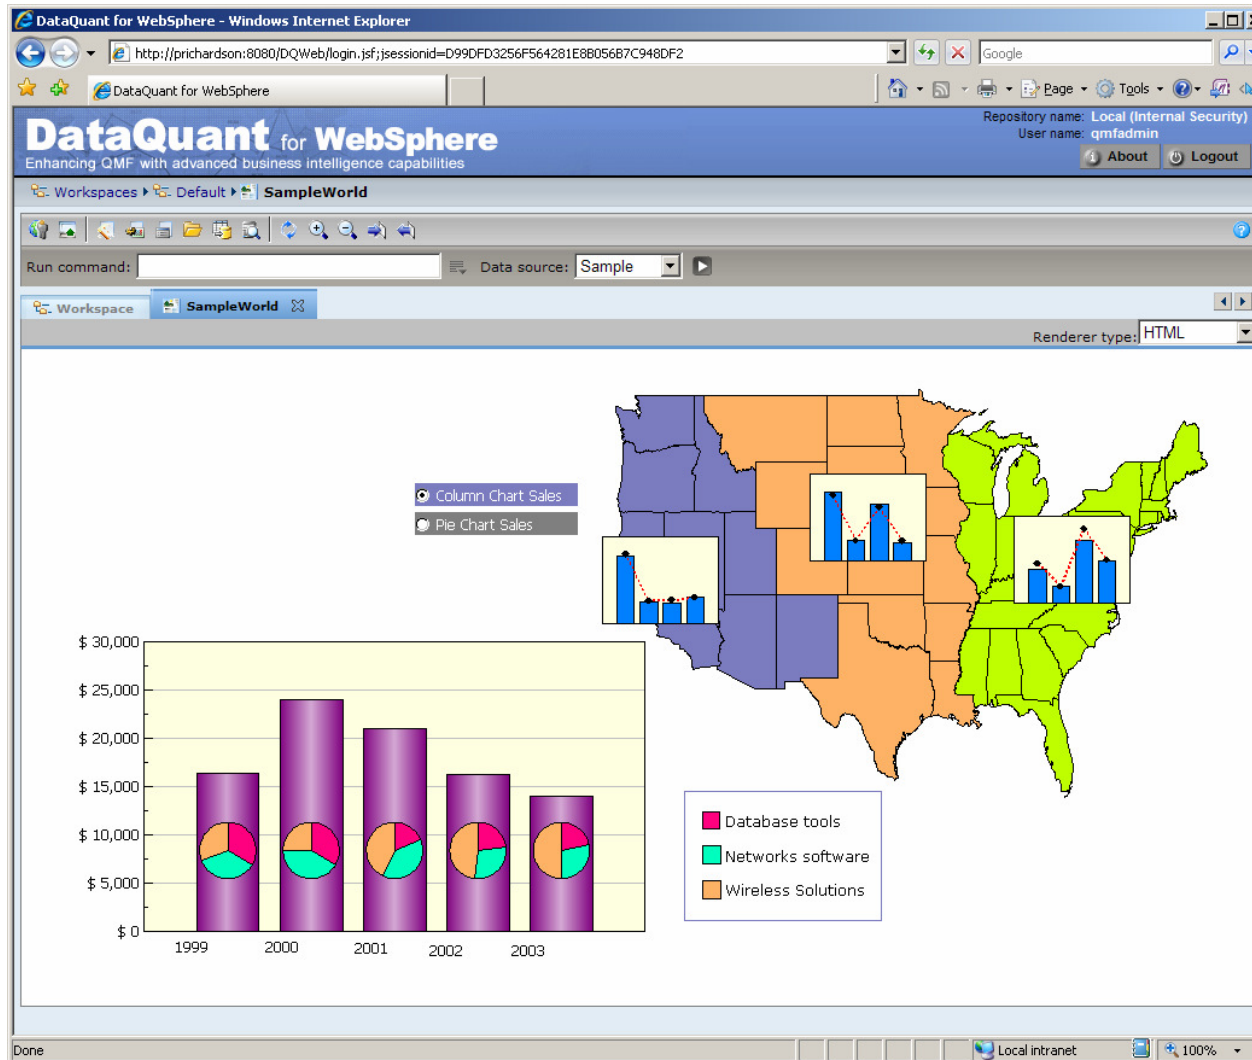 DataQuant for WebSphere - Windows Internet Explorer
http://prichardson:8080/DQWeb/login.jsf;jsessionid=D99DFD3256F564281E8B056B7C948DF2
Google
DataQuant for WebSphere
Page
Tools
DataQuant for WebSphere
Enhancing QMF with advanced business intelligence capabilities
Repository name: Local (Internal Security)
User name: qmfadmin
About
Logout
Workspaces
Default
SampleWorld
Run command:
Data source: Sample
Workspace
SampleWorld
Renderer type: HTML
Column Chart Sales
Pie Chart Sales
$ 30,000
$ 25,000
$ 20,000
$ 15,000
$ 10,000
$ 5,000
$ 0
1999
2000
2001
2002
2003
Database tools
Networks software
Wireless Solutions
Done
Local intranet
100%